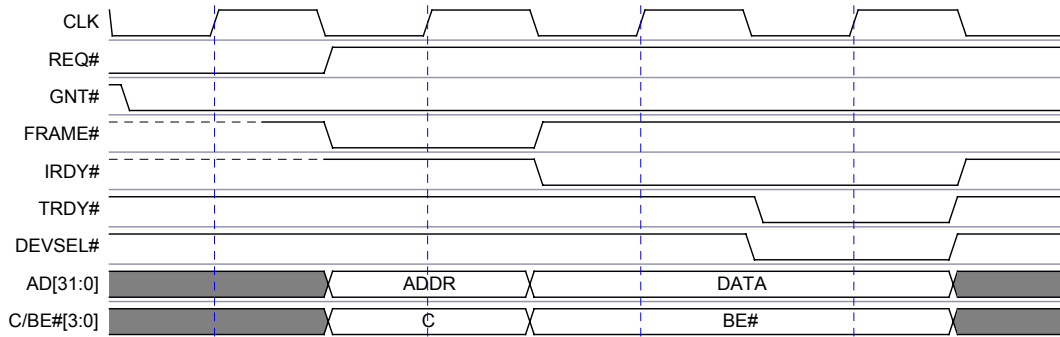 CLK
REQ#
GNT#
FRAME#
IRDY#
TRDY#
DEVSEL#
AD[31:0] ADDR DATA
C/BE#[3:0] C BE#